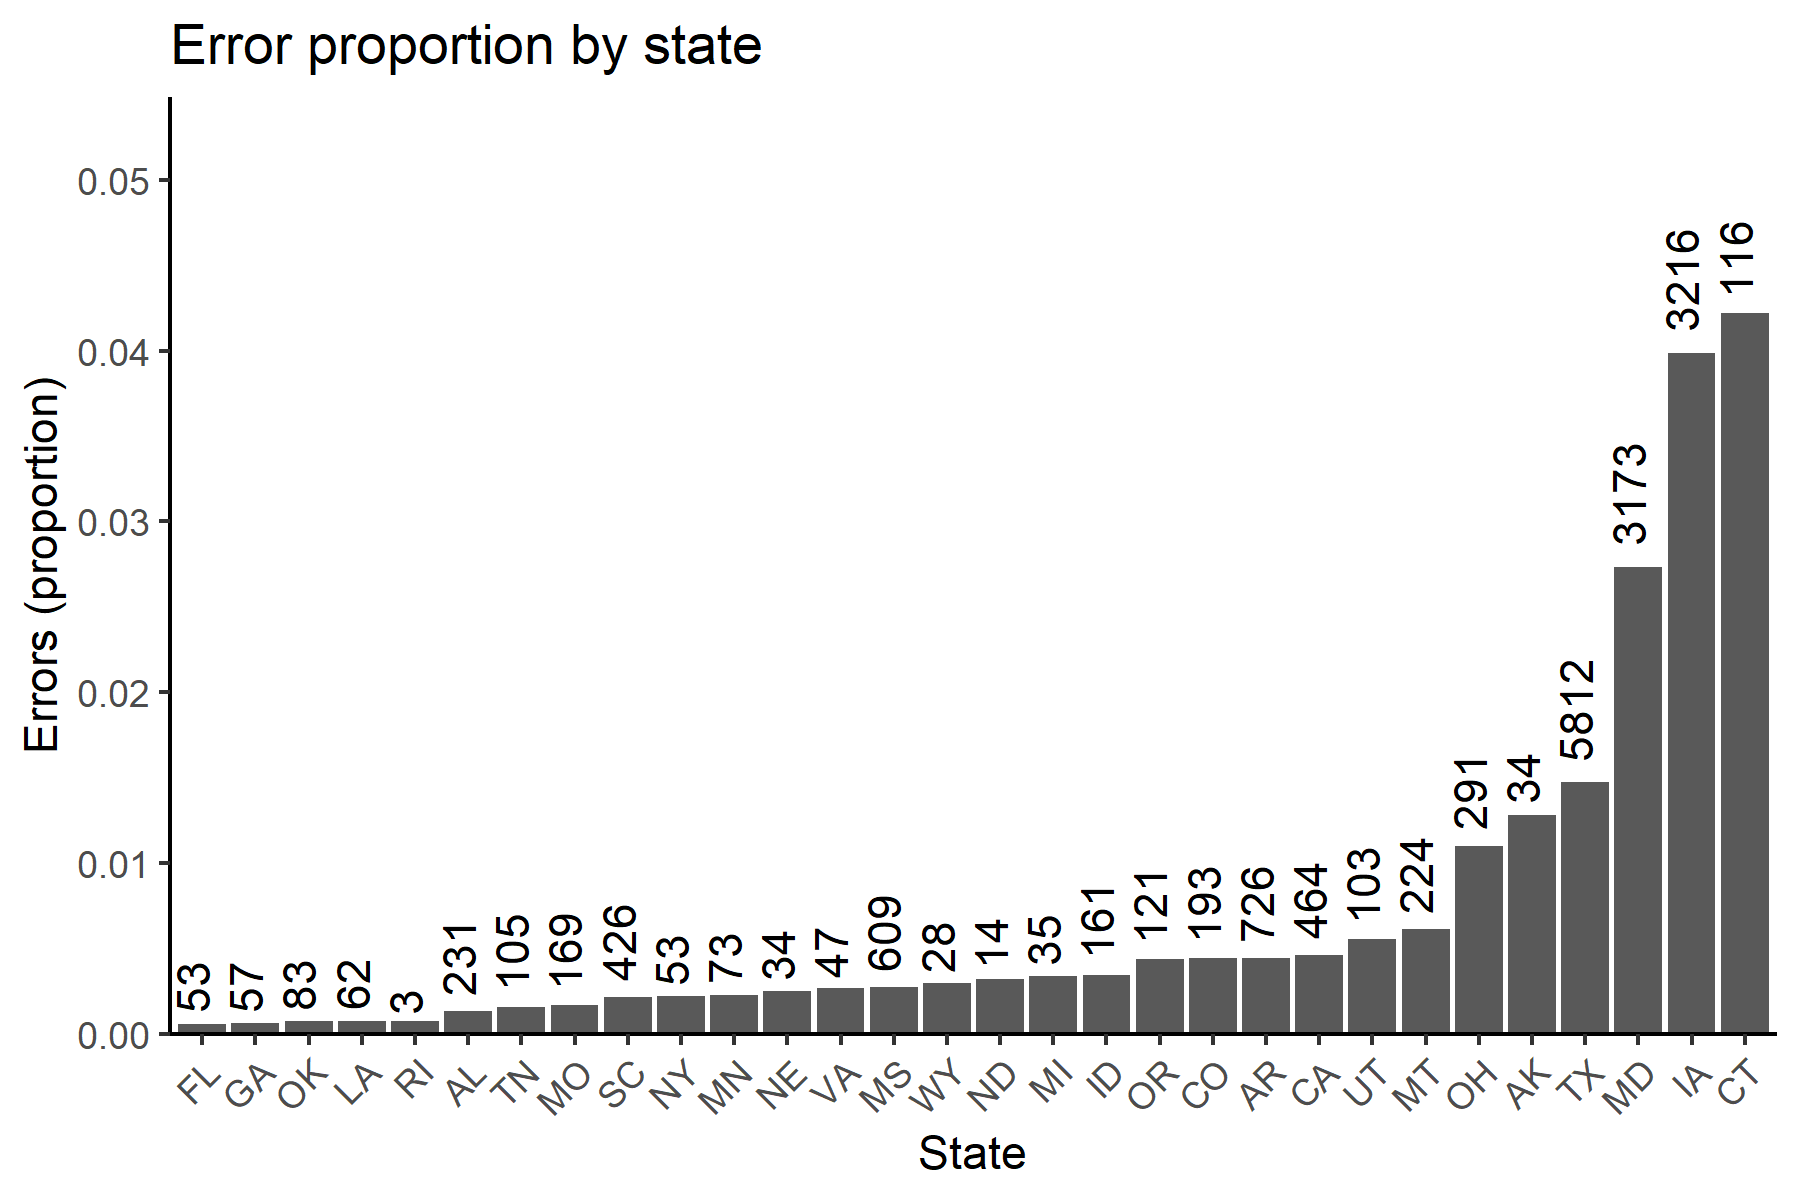 Error proportion by state
Errors (proportion)
0.05
0.04
0.03
0.02
0.01
0.00
53 57 83 62 3 231 105 169 426 53 73 34 47 609 28 14 35 161 121 193 726 464 103 224 291 34 5812 3173 3216 116
FL GA OK LA RI AL TN MO SC NY MN NE VA MS WY ND MI ID OR CO AR CA UT MT OH AK TX MD IA CT
State